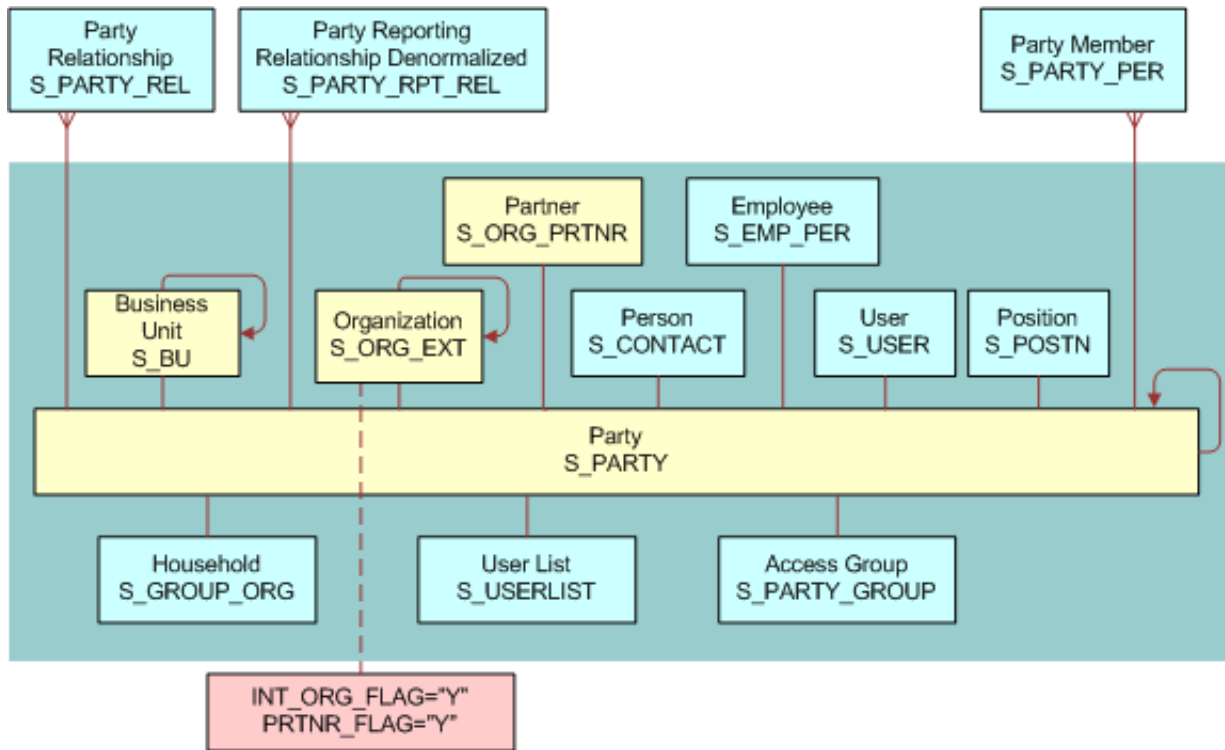 Party
Relationship
S_PARTY_REL
Party Reporting
Relationship Denormalized
S_PARTY_RPT_REL
Party Member
S_PARTY_PER
Partner
S_ORG_PRTNR
Employee
S_EMP_PER
Business
Unit
S_BU
Organization
S_ORG_EXT
Person
S_CONTACT
User
S_USER
Position
S_POSTN
Party
S_PARTY
Household
S_GROUP_ORG
User List
S_USERLIST
Access Group
S_PARTY_GROUP
INT_ORG_FLAG="Y"
PRTNR_FLAG="Y"